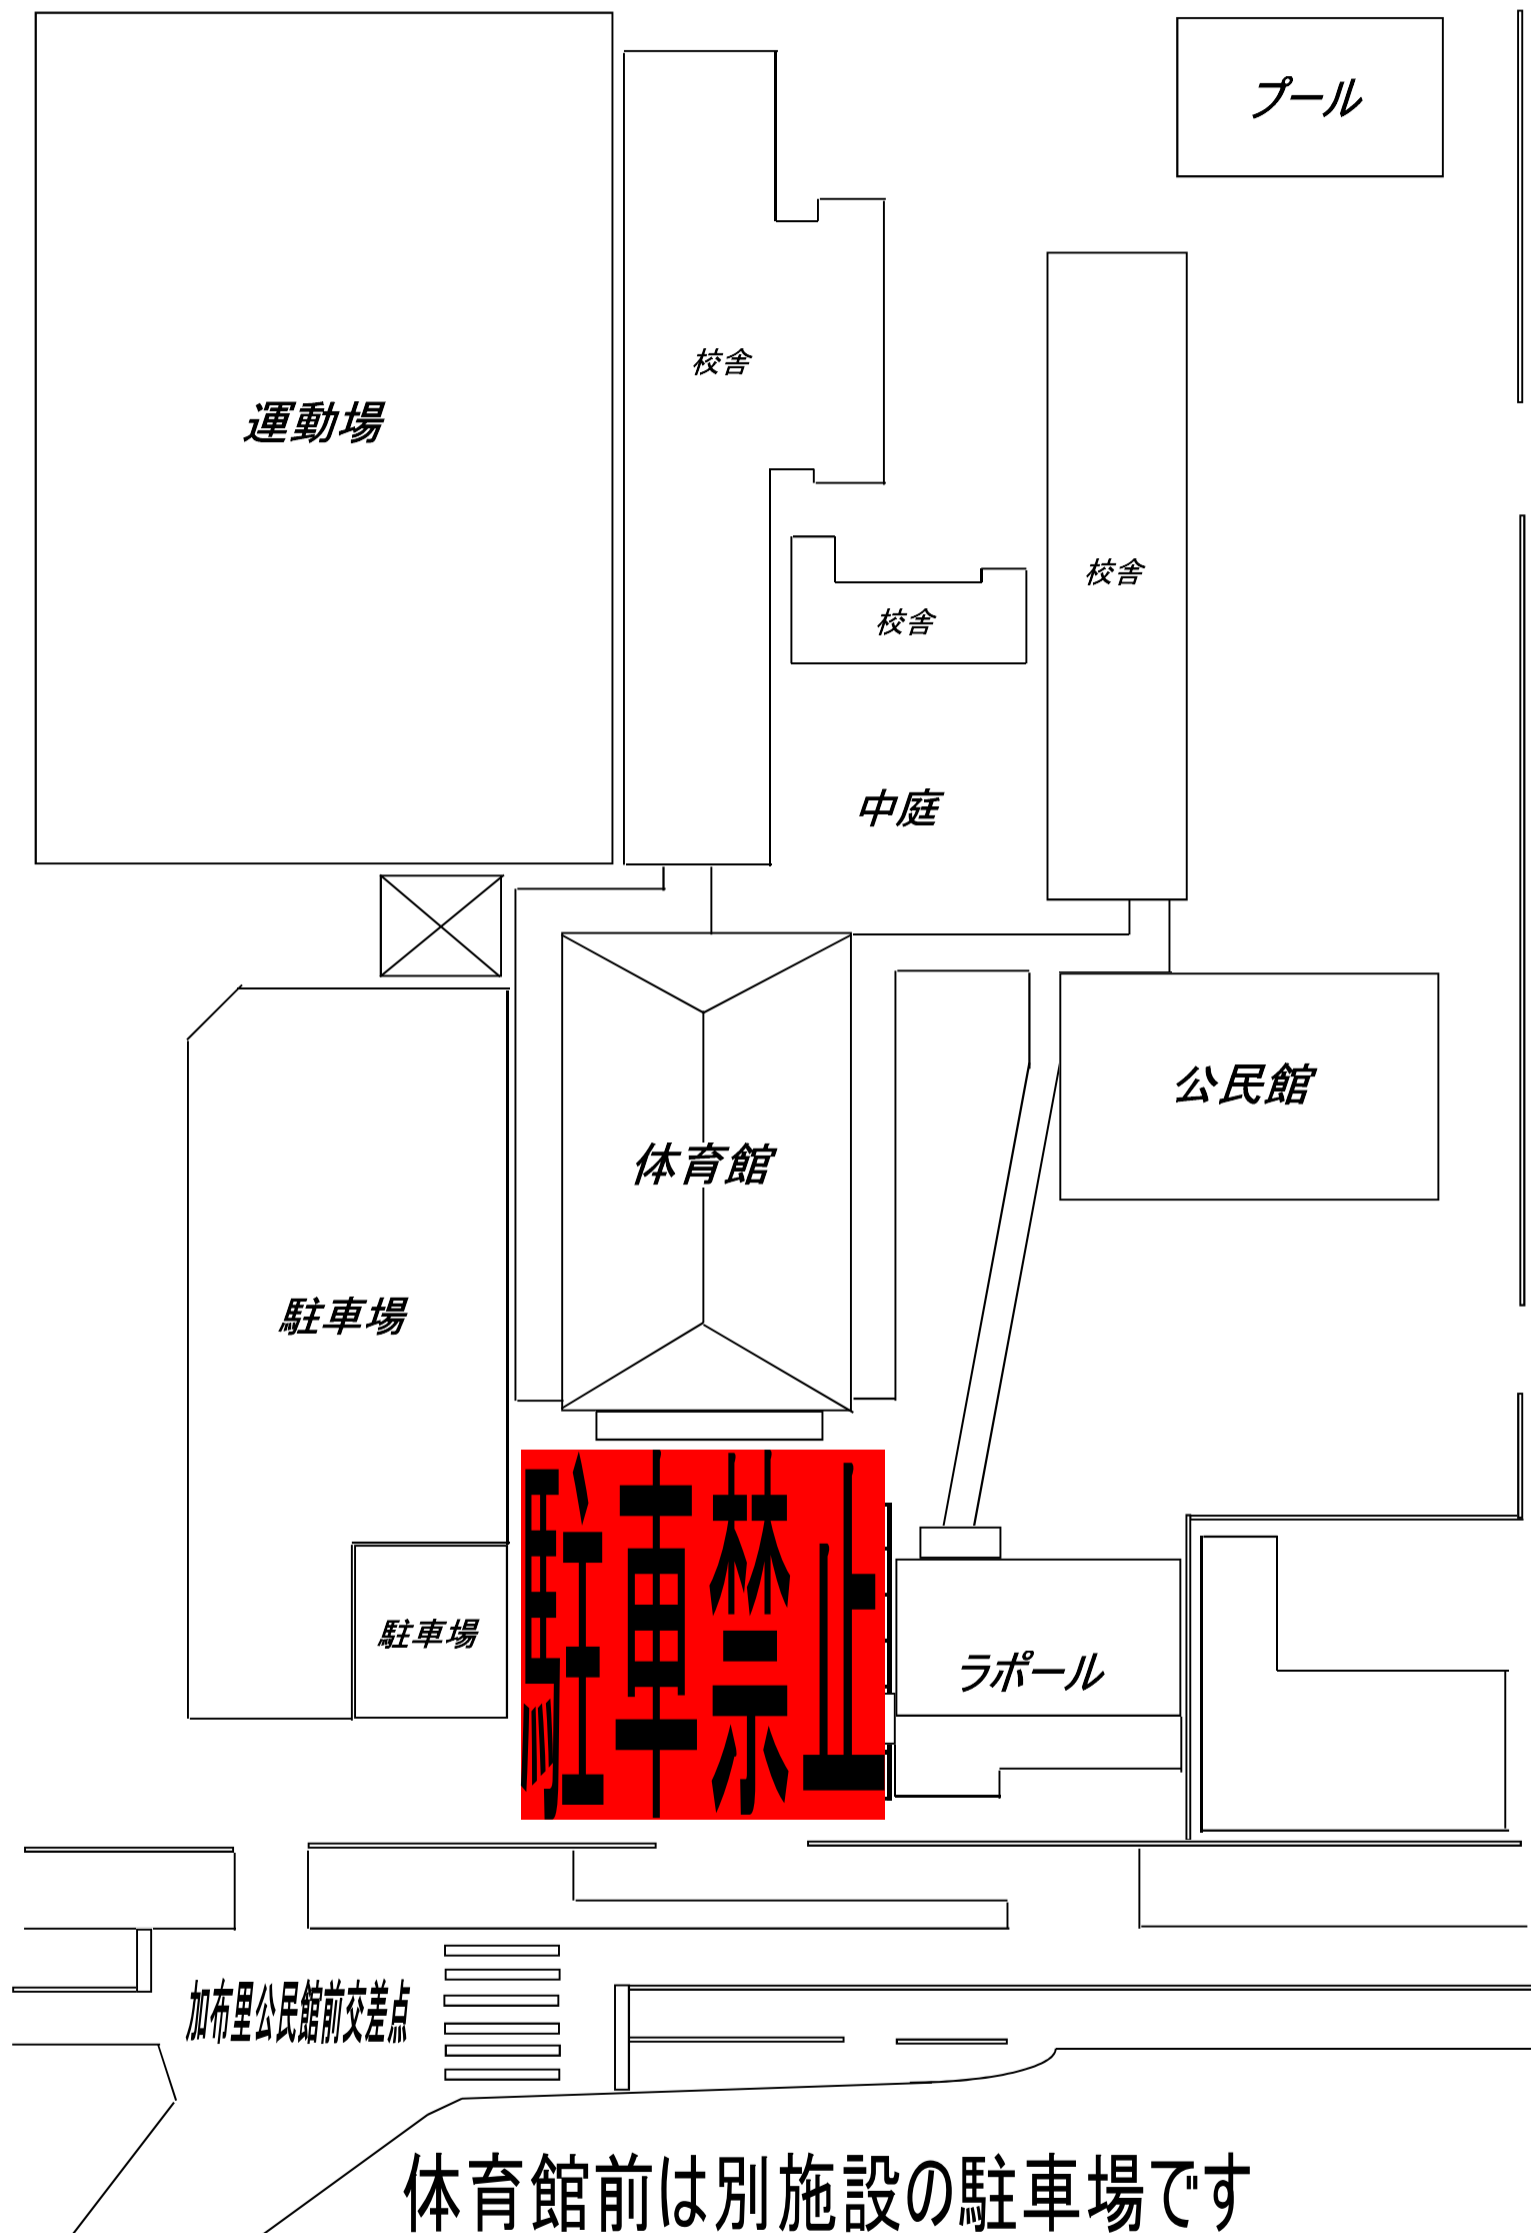 プール
校舎
運動場
校舎
校舎
中庭
公民館
体育館
駐車場
駐車禁止
駐車場
ラポール
加布里公民館前交差点
体育館前は別施設の駐車場です